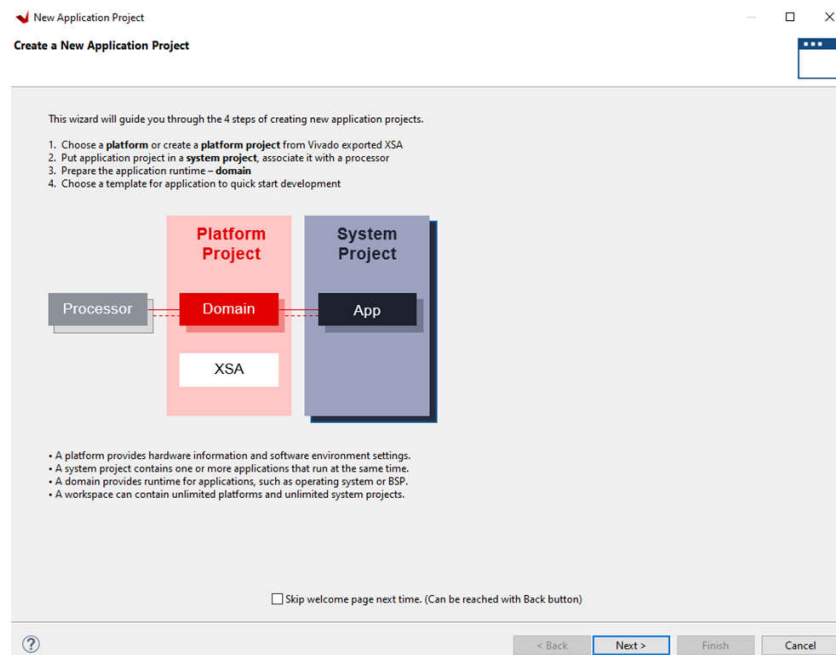 New Application Project
Create a New Application Project
This wizard will guide you through the 4 steps of creating new application projects.
1. Choose a platform or create a platform project from Vivado exported XSA
2. Put application project in a system project, associate it with a processor
3. Prepare the application runtime – domain
4. Choose a template for application to quick start development
Platform
Project
System
Project
Processor
Domain
App
XSA
• A platform provides hardware information and software environment settings.
• A system project contains one or more applications that run at the same time.
• A domain provides runtime for applications, such as operating system or BSP.
• A workspace can contain unlimited platforms and unlimited system projects.
Skip welcome page next time. (Can be reached with Back button)
?
< Back
Next >
Finish
Cancel